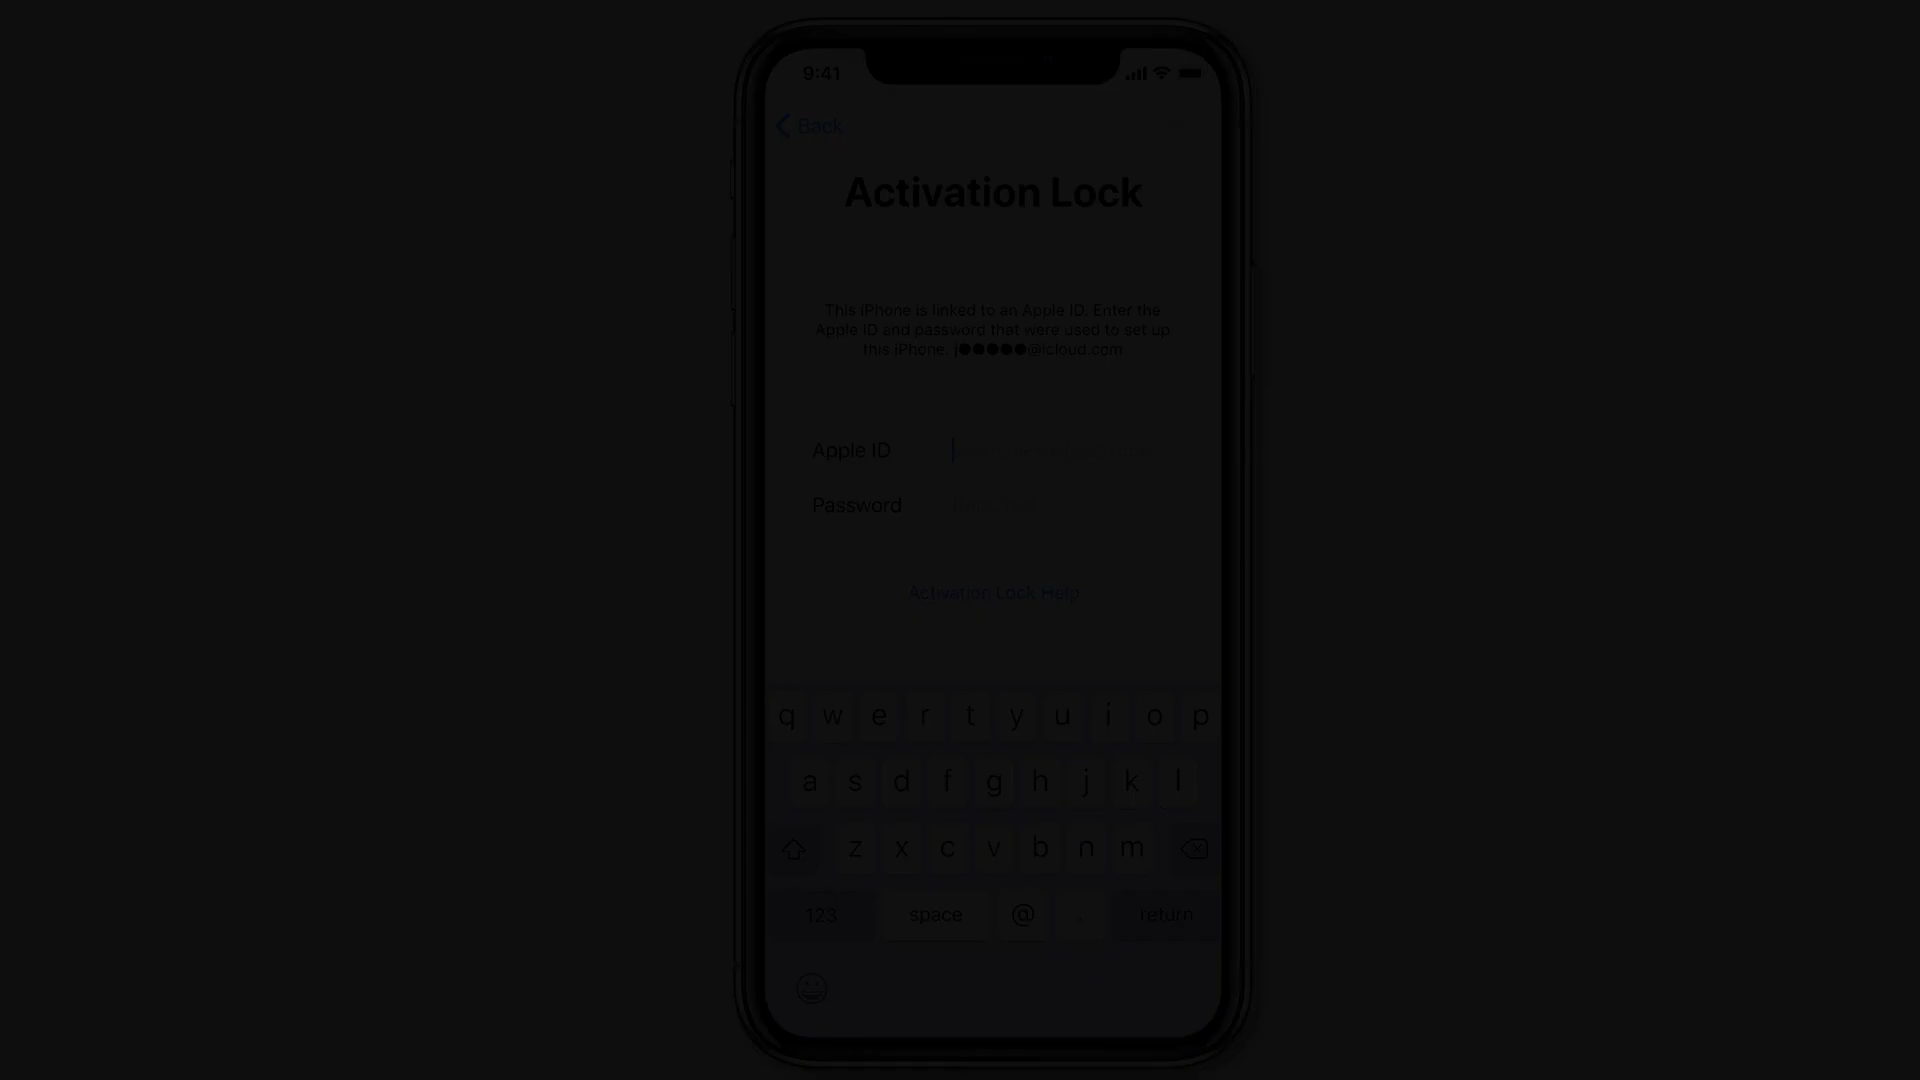 9:41
Back
Activation Lock
This iPhone is linked to an Apple ID. Enter the
Apple ID and password that were used to set up
this iPhone. j●●●●●@icloud.com
Apple ID
Password
Activation Lock Help
q w e r t y u i o p
a s d f g h j k l
z x c v b n m
123 space @ . return